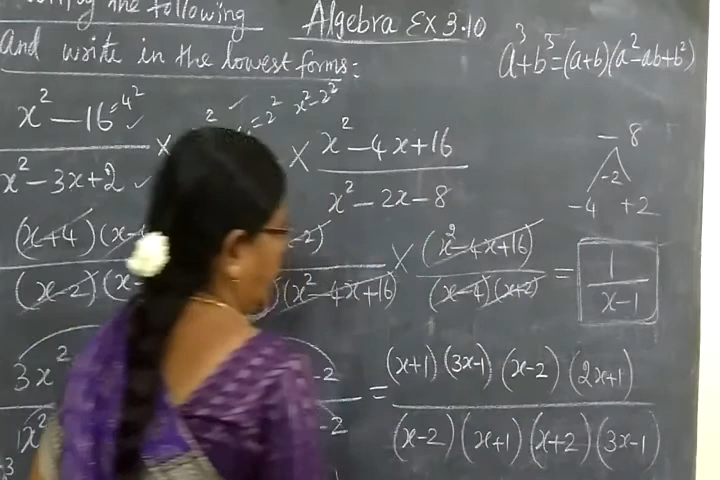 the following Algebra Ex 3.10
And write in the lowest forms:
a³+b³=(a+b)(a²-ab+b²)
x² - 16 = 4² ✓ × ² = 2² x²-2² × x² - 4x + 16
x² - 3x + 2 ✓ x² - 2x - 8
- 8
-2
-4 +2
(x+4)(x-4 -2) × (x²-4x+16) = 1
(x-2)(x- (x²-4x+16) (x-4)(x+2) x-1
3x² -2 = (x+1)(3x-1)(x-2)(2x+1)
x² -2 (x-2)(x+1)(x+2)(3x-1)